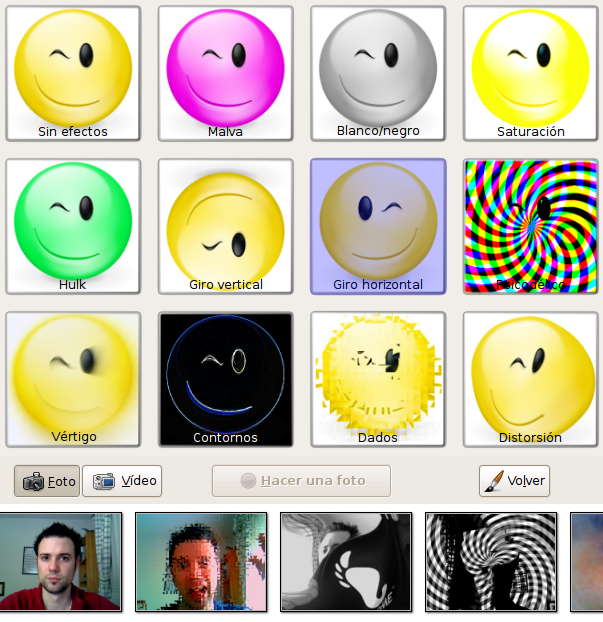 Sin efectos
Malva
Blanco/negro
Saturación
Hulk
Giro vertical
Giro horizontal
Psicodélico
Vértigo
Contornos
Dados
Distorsión
Foto
Vídeo
Hacer una foto
Volver